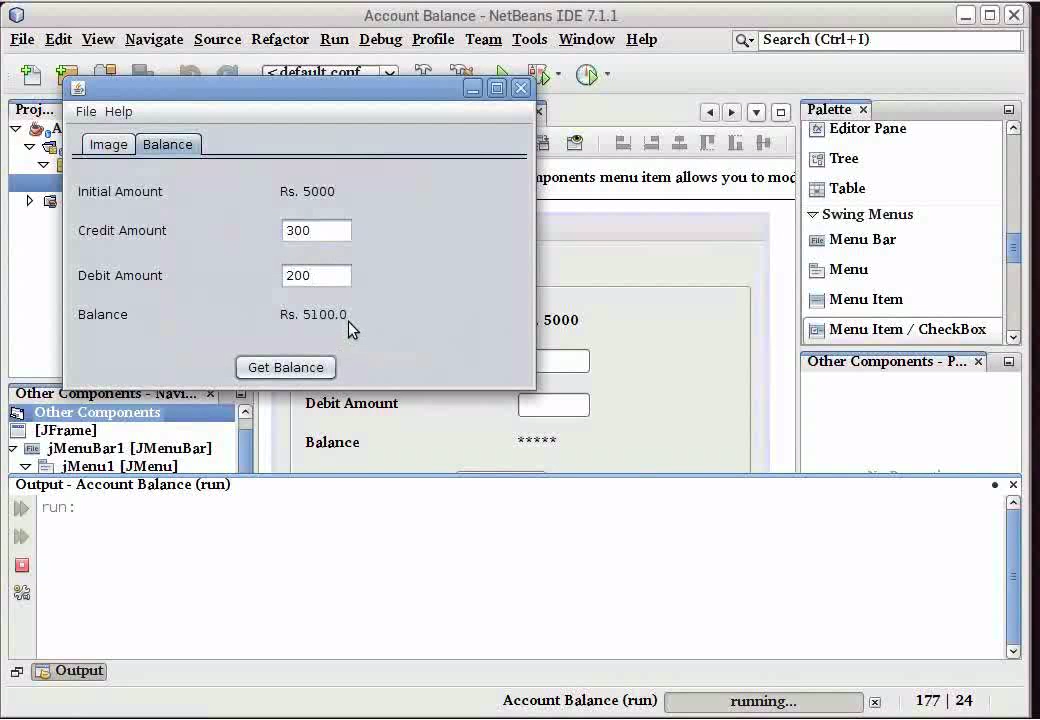 Account Balance - NetBeans IDE 7.1.1
File Edit View Navigate Source Refactor Run Debug Profile Team Tools Window Help
Search (Ctrl+I)
<default conf...
Proj...
File Help
Image Balance
Initial Amount Rs. 5000
Credit Amount 300
Debit Amount 200
Balance Rs. 5100.0
Get Balance
mponents menu item allows you to mod
. 5000
Debit Amount
Balance *****
Palette
Editor Pane
Tree
Table
Swing Menus
Menu Bar
Menu
Menu Item
Menu Item / CheckBox
Other Components - P...
Other Components - Navi...
Other Components
[JFrame]
jMenuBar1 [JMenuBar]
jMenu1 [JMenu]
Output - Account Balance (run)
run:
Output
Account Balance (run) running... 177 | 24